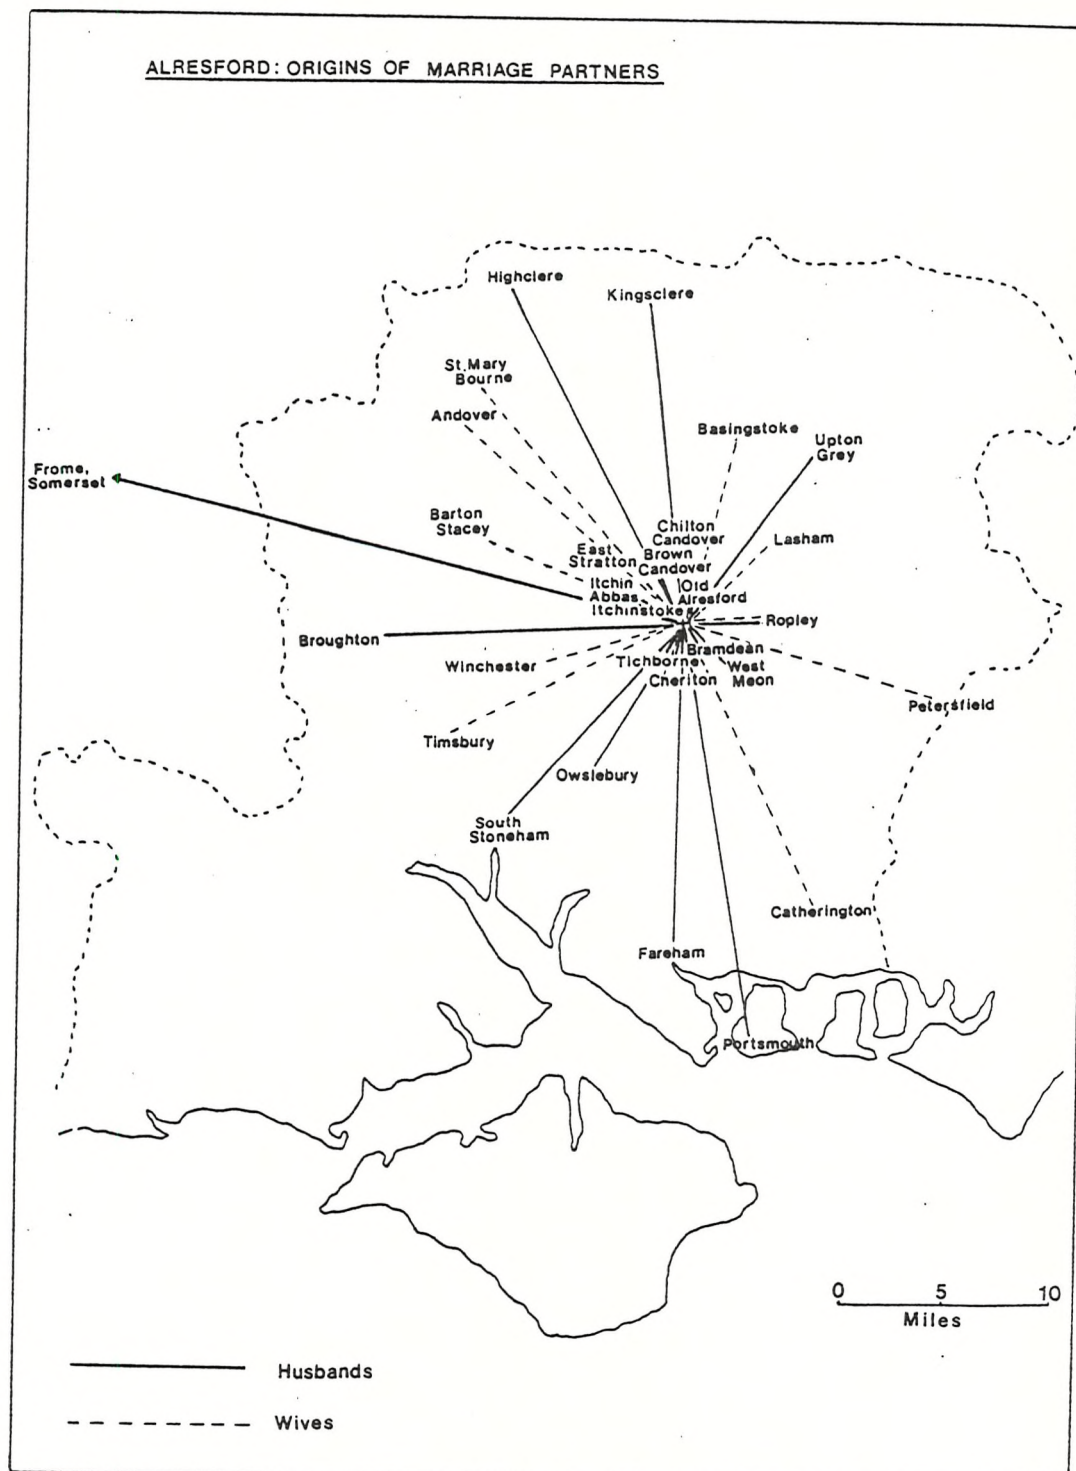 ALRESFORD: ORIGINS OF MARRIAGE PARTNERS
Highclere
Kingsclere
St. Mary
Bourne
Andover
Basingstoke
Upton
Grey
Frome,
Somerset
Barton
Stacey
Chilton
Candover
Lasham
East
Stratton
Brown
Candover
Itchin
Abbas
Old
Alresford
Itchinstoke
Ropley
Broughton
Bramdean
Winchester
Tichborne
West
Meon
Cheriton
Petersfield
Timsbury
Owslebury
South
Stoneham
Catherington
Fareham
Portsmouth
0 5 10
Miles
Husbands
Wives